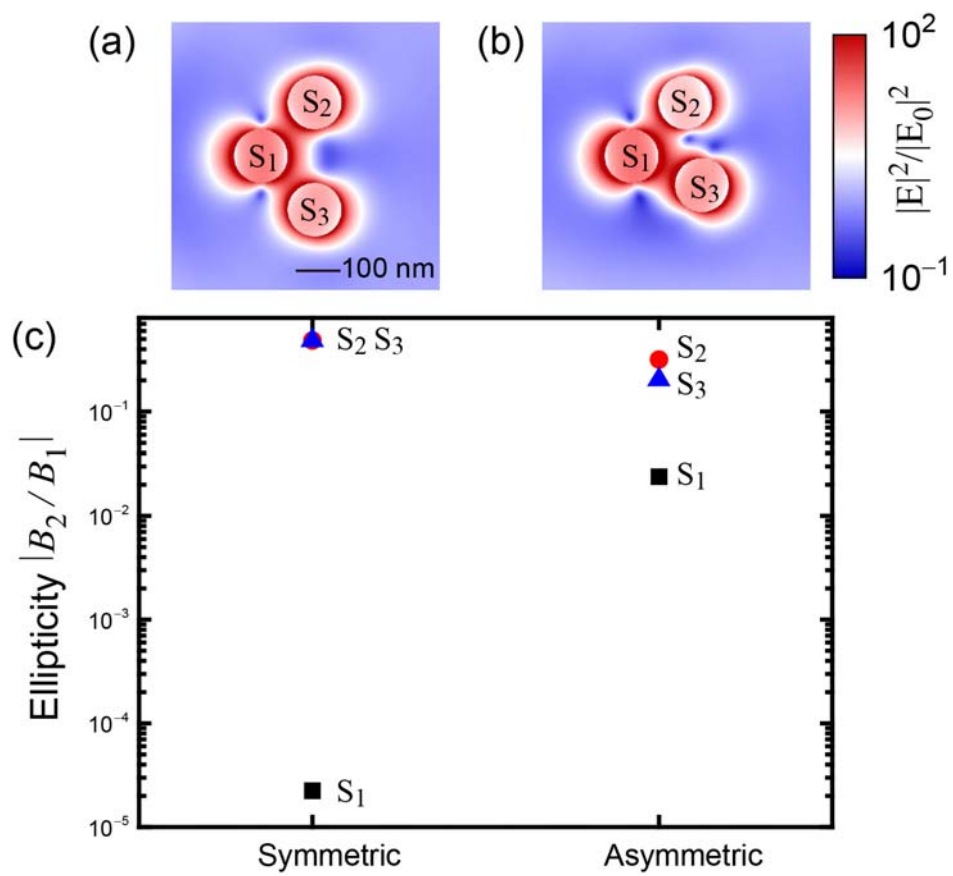 (a)
S₂
S₁
S₃
100 nm
(b)
S₂
S₁
S₃
10²
|E|²/|E₀|²
10⁻¹
(c)
Ellipticity |B₂ / B₁|
10⁻¹
10⁻²
10⁻³
10⁻⁴
10⁻⁵
S₂ S₃
S₁
S₂
S₃
S₁
Symmetric
Asymmetric